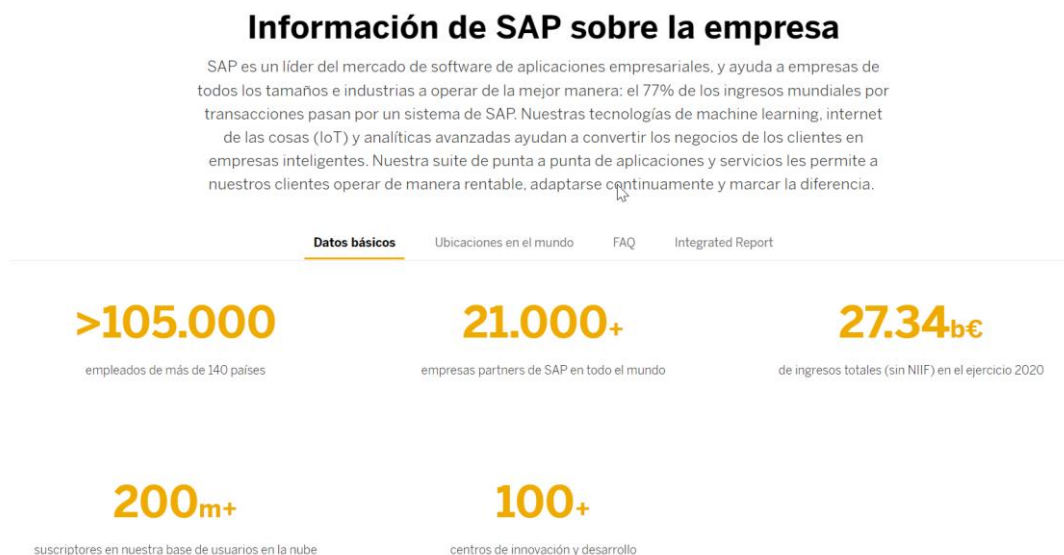 Información de SAP sobre la empresa
SAP es un líder del mercado de software de aplicaciones empresariales, y ayuda a empresas de
todos los tamaños e industrias a operar de la mejor manera: el 77% de los ingresos mundiales por
transacciones pasan por un sistema de SAP. Nuestras tecnologías de machine learning, internet
de las cosas (IoT) y analíticas avanzadas ayudan a convertir los negocios de los clientes en
empresas inteligentes. Nuestra suite de punta a punta de aplicaciones y servicios les permite a
nuestros clientes operar de manera rentable, adaptarse continuamente y marcar la diferencia.
Datos básicos Ubicaciones en el mundo FAQ Integrated Report
>105.000 21.000+ 27.34b€
empleados de más de 140 países empresas partners de SAP en todo el mundo de ingresos totales (sin NIIF) en el ejercicio 2020
200m+ 100+
suscriptores en nuestra base de usuarios en la nube centros de innovación y desarrollo